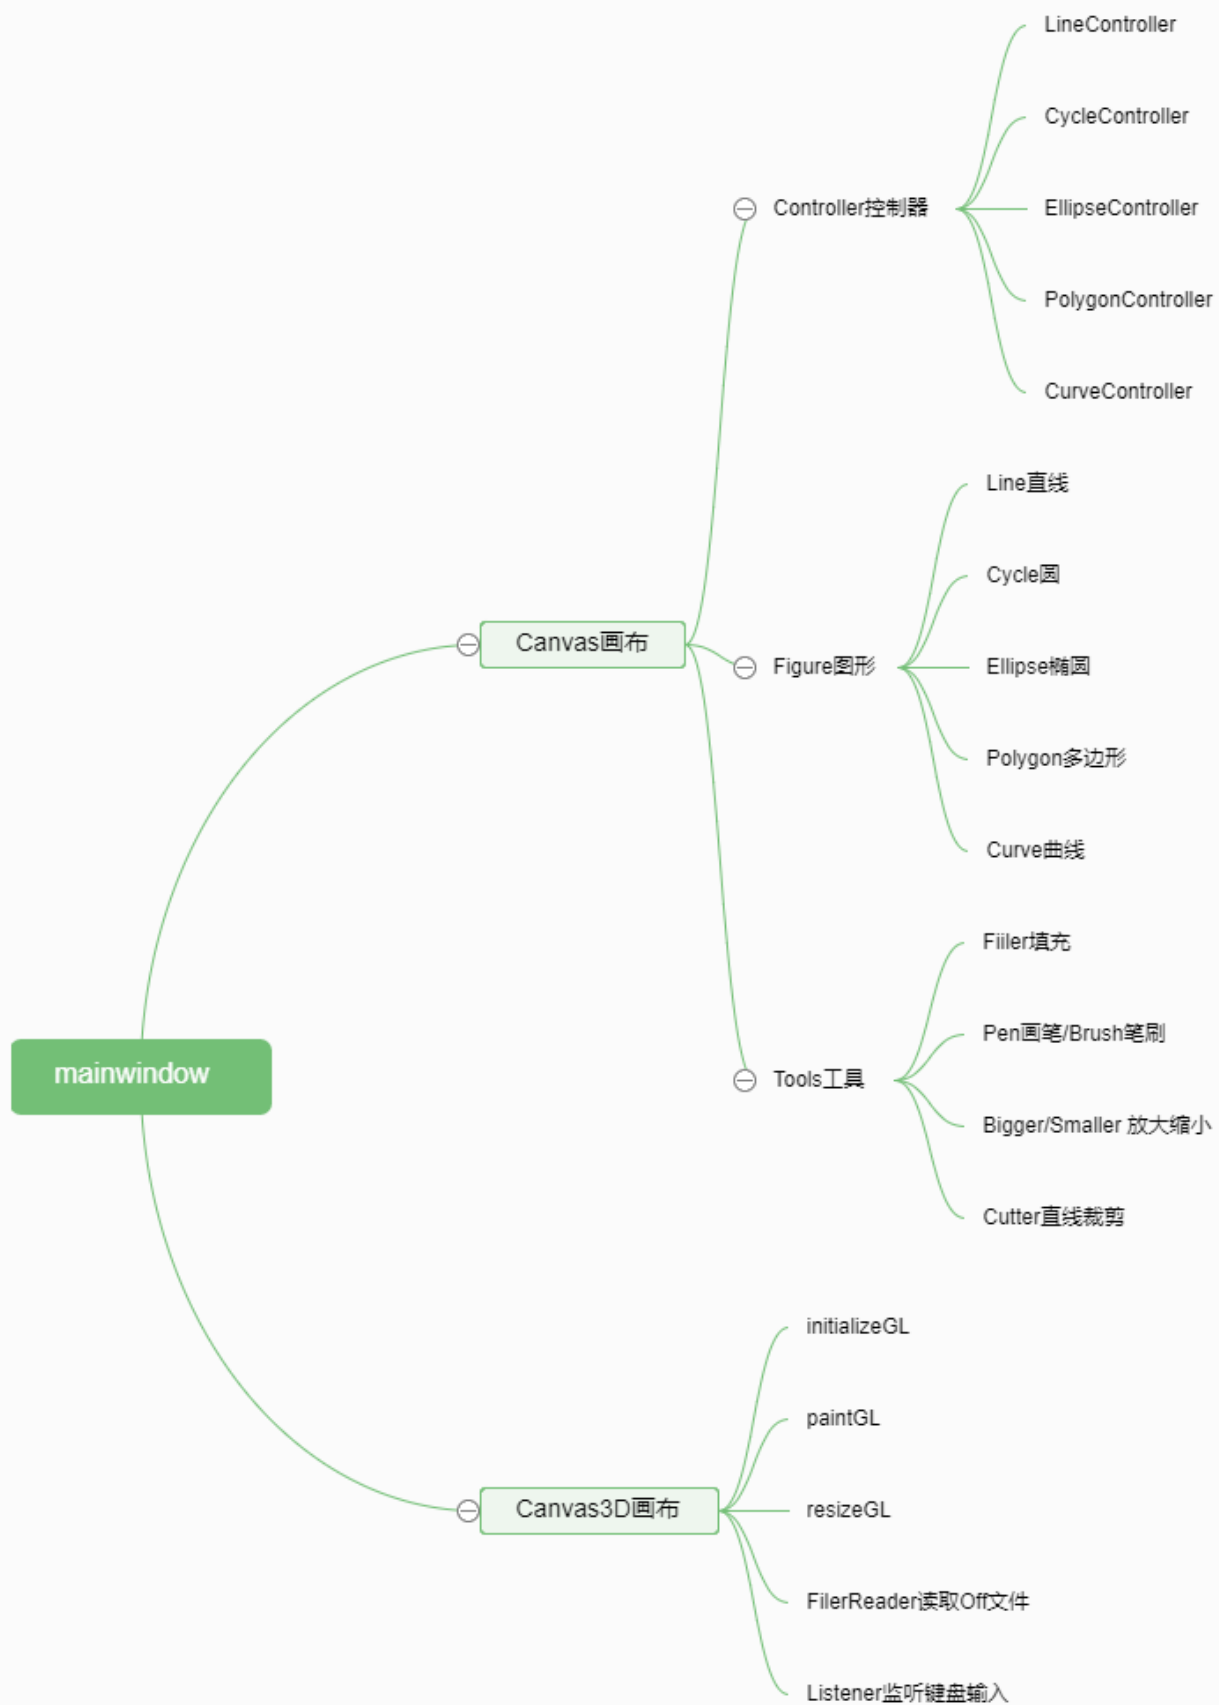 LineController
CycleController
Controller控制器
EllipseController
PolygonController
CurveController
Line直线
Cycle圆
Canvas画布
Figure图形
Ellipse椭圆
Polygon多边形
Curve曲线
Fiiler填充
Pen画笔/Brush笔刷
mainwindow
Tools工具
Bigger/Smaller 放大缩小
Cutter直线裁剪
initializeGL
paintGL
Canvas3D画布
resizeGL
FilerReader读取Off文件
Listener监听键盘输入